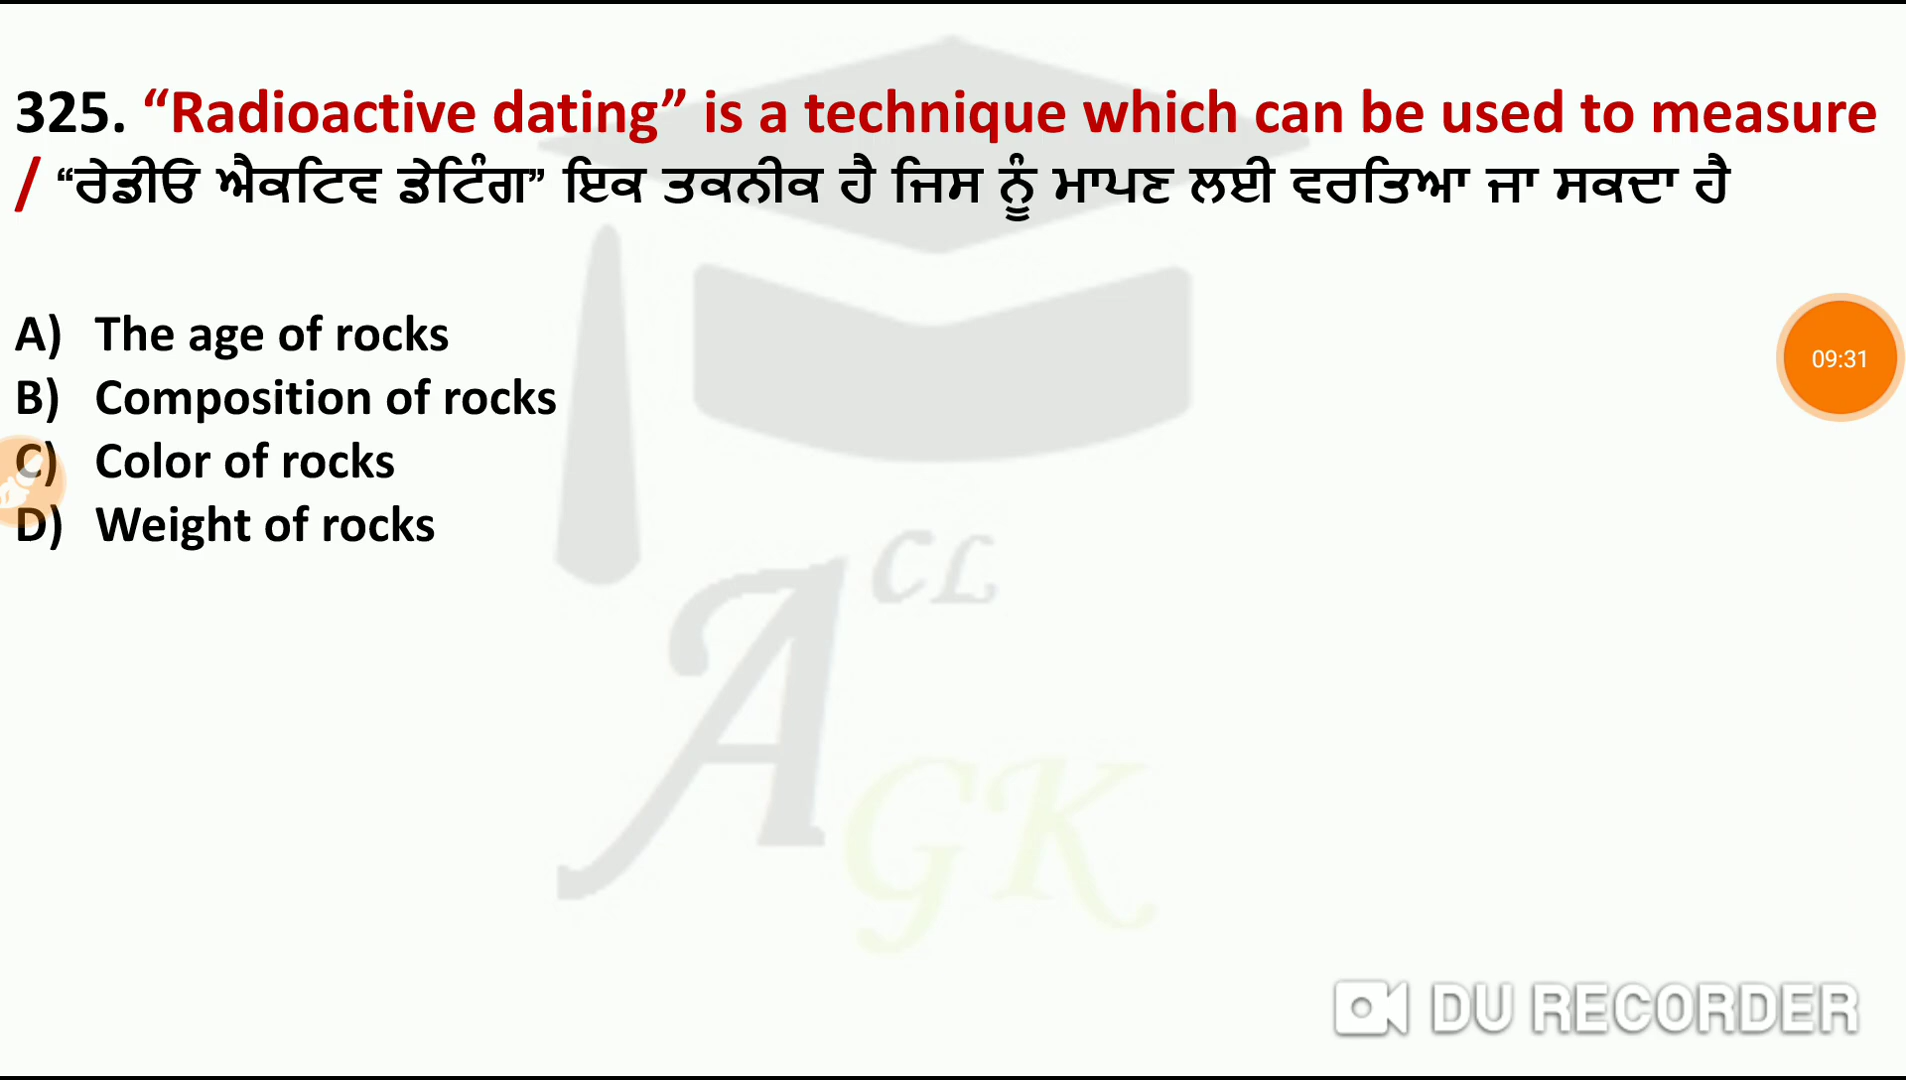 325. “Radioactive dating” is a technique which can be used to measure
/ “ਰੇਡੀਓ ਐਕਟਿਵ ਡੇਟਿੰਗ” ਇਕ ਤਕਨੀਕ ਹੈ ਜਿਸ ਨੂੰ ਮਾਪਣ ਲਈ ਵਰਤਿਆ ਜਾ ਸਕਦਾ ਹੈ
A) The age of rocks
09:31
B) Composition of rocks
C) Color of rocks
D) Weight of rocks
A CL
GK
DU RECORDER